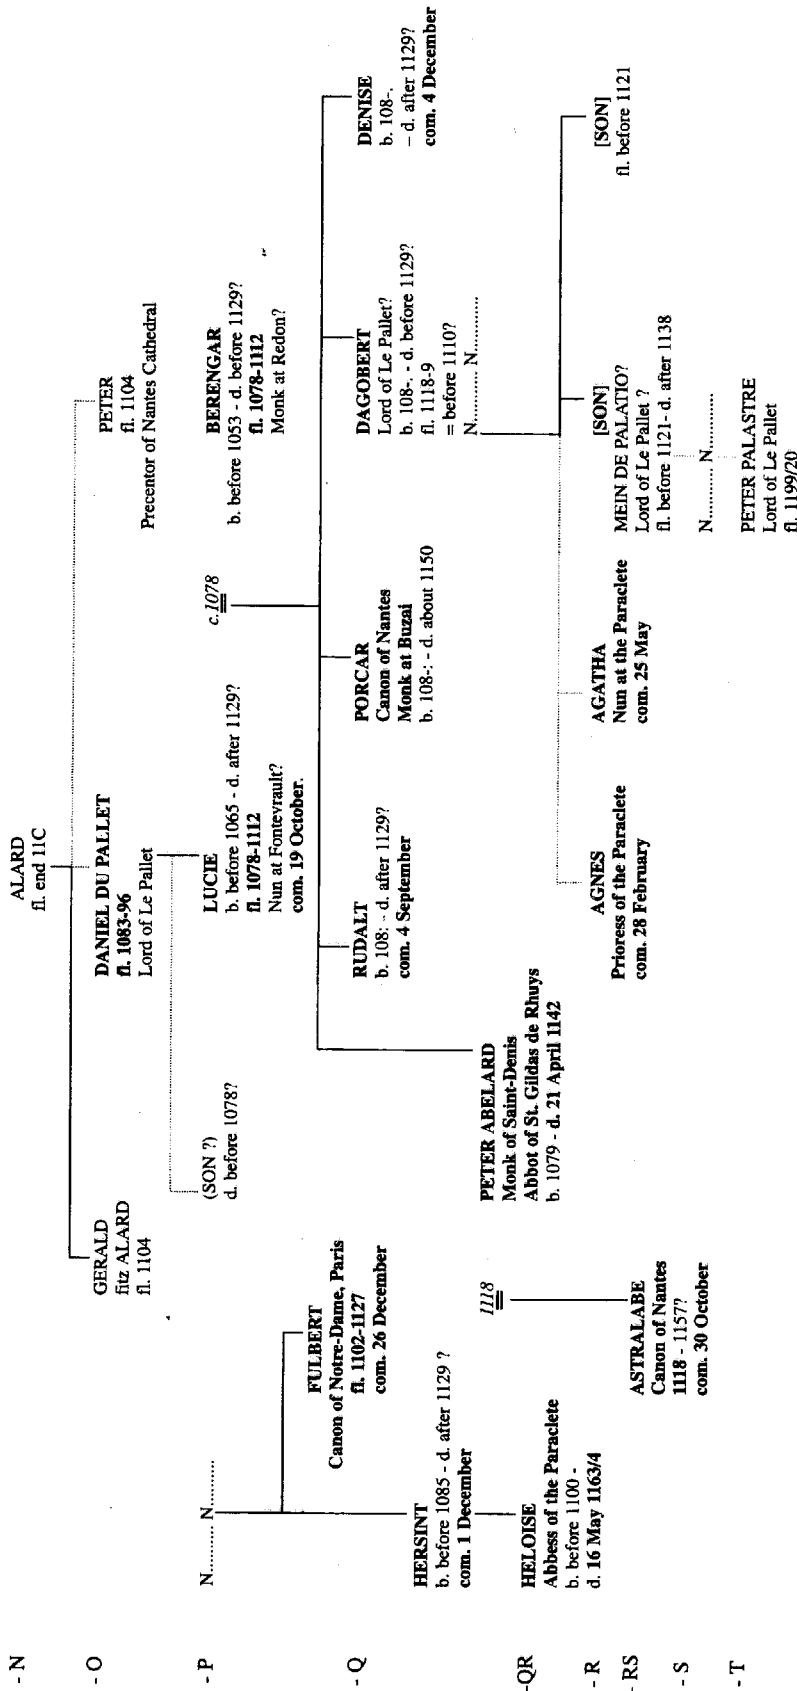 - N
ALARD
fl. end 11C
- O
GERALD
fitz ALARD
fl. 1104
DANIEL DU PALLET
fl. 1083-96
Lord of Le Pallet
PETER
fl. 1104
Precentor of Nantes Cathedral
- P
N.......... N..........
(SON ?)
d. before 1078?
LUCIE
b. before 1065 - d. after 1129?
fl. 1078-1112
Nun at Fontevrault?
com. 19 October.
c.1078
BERENGAR
b. before 1053 - d. before 1129?
fl. 1078-1112
Monk at Redon?
FULBERT
Canon of Notre-Dame, Paris
fl. 1102-1127
com. 26 December
- Q
RUDALT
b. 108: - d. after 1129?
com. 4 September
PORCAR
Canon of Nantes
Monk at Buzai
b. 108-: - d. about 1150
DAGOBERT
Lord of Le Pallet?
b. 108-. - d. before 1129?
fl. 1118-9
= before 1110?
N........... N...........
DENISE
b. 108-.
– d. after 1129?
com. 4 December
HERSINT
b. before 1085 - d. after 1129 ?
com. 1 December
-QR
HELOISE
Abbess of the Paraclete
b. before 1100 -
d. 16 May 1163/4
1118
PETER ABELARD
Monk of Saint-Denis
Abbot of St. Gildas de Rhuys
b. 1079 - d. 21 April 1142
- R
AGNES
Prioress of the Paraclete
com. 28 February
AGATHA
Nun at the Paraclete
com. 25 May
[SON]
MEIN DE PALATIO?
Lord of Le Pallet ?
fl. before 1121- d. after 1138
[SON]
fl. before 1121
- RS
ASTRALABE
Canon of Nantes
1118 - 1157?
com. 30 October
- S
N........... N...........
- T
PETER PALASTRE
Lord of Le Pallet
fl. 1199/20